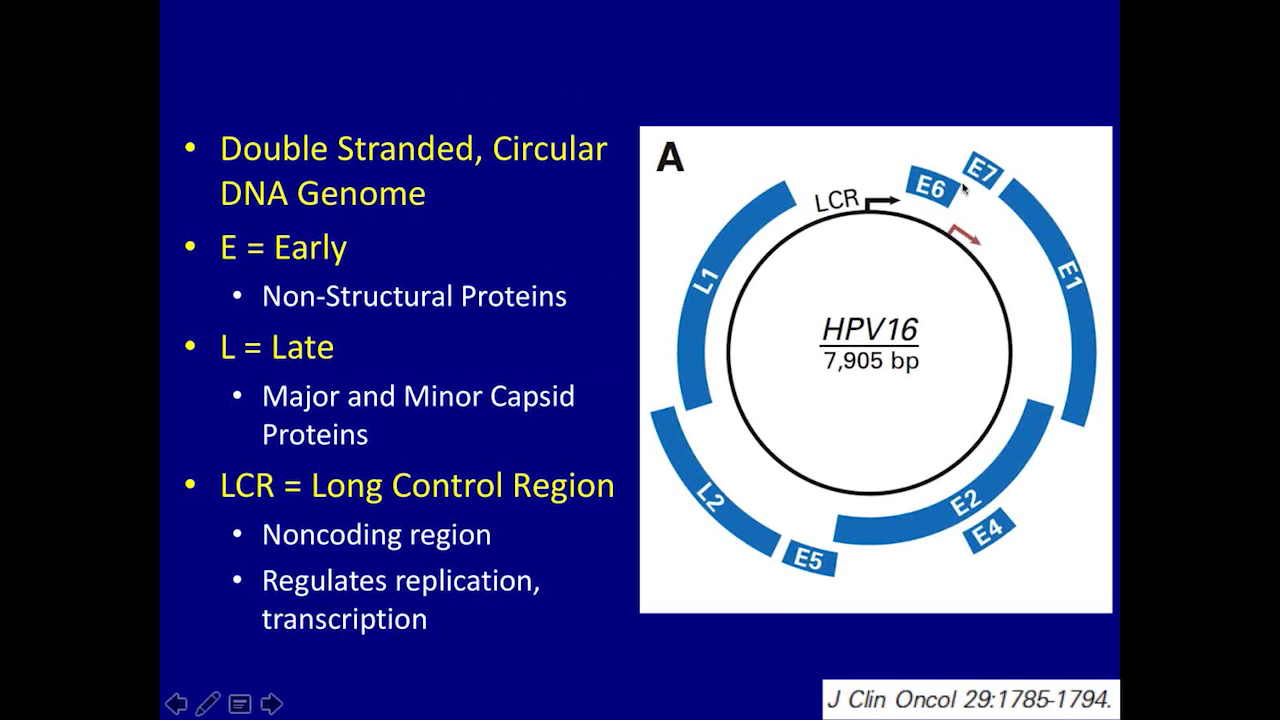 • Double Stranded, Circular
DNA Genome
• E = Early
• Non-Structural Proteins
• L = Late
• Major and Minor Capsid
Proteins
• LCR = Long Control Region
• Noncoding region
• Regulates replication,
transcription
A
LCR
E6
E7
E1
E2
E4
E5
L2
L1
HPV16
7,905 bp
J Clin Oncol 29:1785-1794.